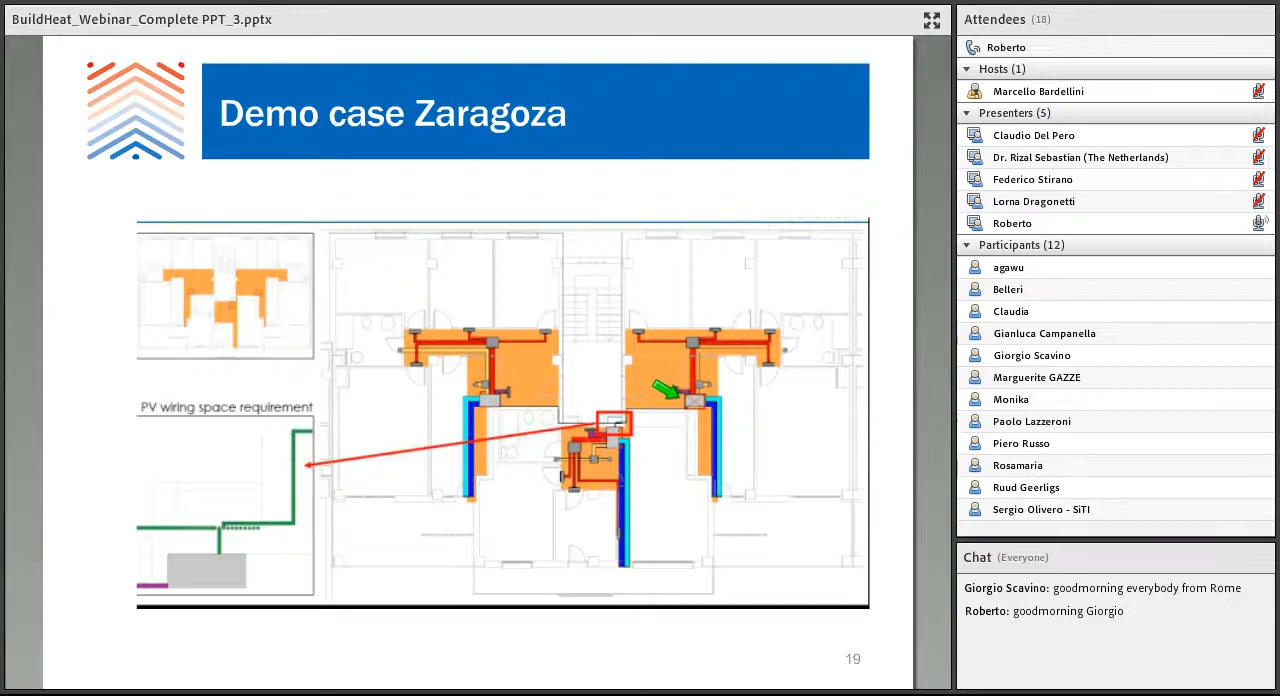 BuildHeat_Webinar_Complete PPT_3.pptx
Demo case Zaragoza
PV wiring space requirement
19
Attendees (18)
Roberto
Hosts (1)
Marcello Bardellini
Presenters (5)
Claudio Del Pero
Dr. Rizal Sebastian (The Netherlands)
Federico Stirano
Lorna Dragonetti
Roberto
Participants (12)
agawu
Belleri
Claudia
Gianluca Campanella
Giorgio Scavino
Marguerite GAZZE
Monika
Paolo Lazzeroni
Piero Russo
Rosamaria
Ruud Geerligs
Sergio Olivero - SiTI
Chat (Everyone)
Giorgio Scavino: goodmorning everybody from Rome
Roberto: goodmorning Giorgio